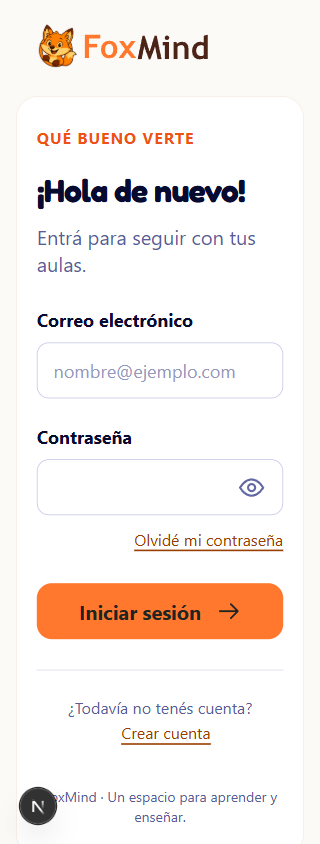 FoxMind
QUÉ BUENO VERTE
¡Hola de nuevo!
Entrá para seguir con tus
aulas.
Correo electrónico
nombre@ejemplo.com
Contraseña
Olvidé mi contraseña
Iniciar sesión →
¿Todavía no tenés cuenta?
Crear cuenta
N
oxMind · Un espacio para aprender y
enseñar.